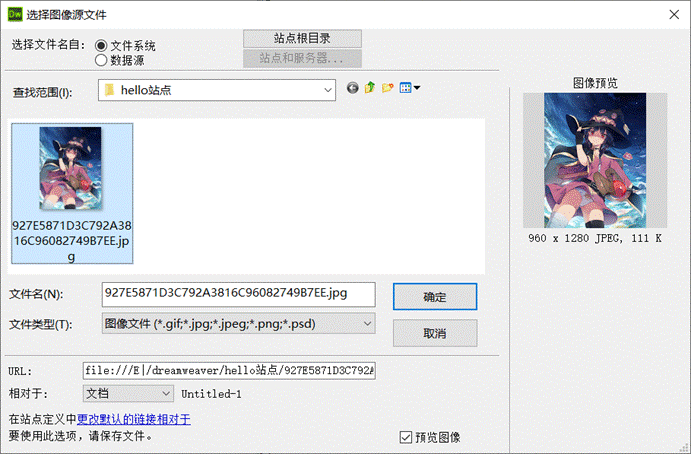 Dw 选择图像源文件
选择文件名自: 文件系统
数据源
站点根目录
站点和服务器...
查找范围(I): hello站点
图像预览
927E5871D3C792A3
816C96082749B7EE.jp
g
960 x 1280 JPEG, 111 K
文件名(N): 927E5871D3C792A3816C96082749B7EE.jpg
确定
文件类型(T): 图像文件 (*.gif;*.jpg;*.jpeg;*.png;*.psd)
取消
URL: file:///E|/dreamweaver/hello站点/927E5871D3C792A
相对于: 文档 Untitled-1
在站点定义中更改默认的链接相对于
要使用此选项，请保存文件。
预览图像